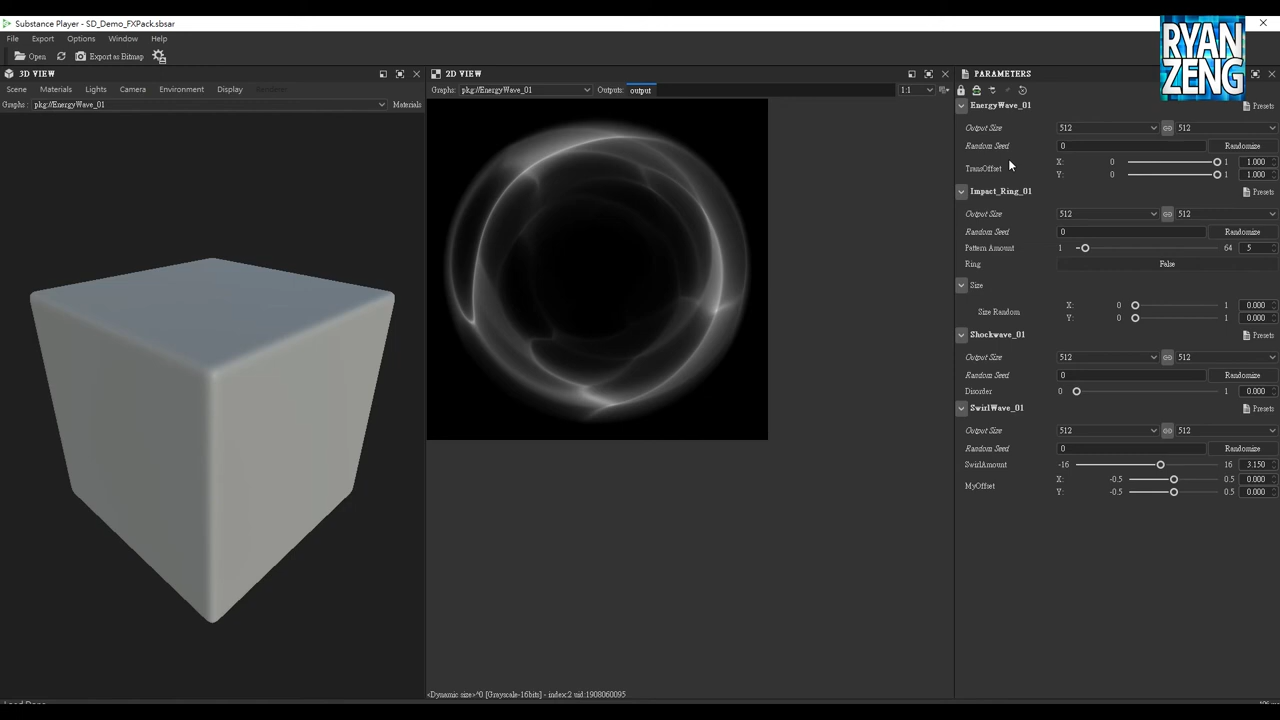 Substance Player - SD_Demo_FXPack.sbsar
RYAN
ZENG
File Export Options Window Help
Open Export as Bitmap
3D VIEW
Scene Materials Lights Camera Environment Display Renderer
Graphs: pkg://EnergyWave_01 Materials
2D VIEW
Graphs: pkg://EnergyWave_01 Outputs: output 1:1
<Dynamic size>^0 [Grayscale-16bits] - index:2 uid:1908060095
PARAMETERS
EnergyWave_01 Presets
Output Size 512 512
Random Seed 0 Randomize
TransOffset X: 0 1 1.000
Y: 0 1 1.000
Impact_Ring_01 Presets
Output Size 512 512
Random Seed 0 Randomize
Pattern Amount 1 64 5
Ring False
Size
Size Random X: 0 1 0.000
Y: 0 1 0.000
Shockwave_01 Presets
Output Size 512 512
Random Seed 0 Randomize
Disorder 0 1 0.000
SwirlWave_01 Presets
Output Size 512 512
Random Seed 0 Randomize
SwirlAmount -16 16 3.150
MyOffset X: -0.5 0.5 0.000
Y: -0.5 0.5 0.000